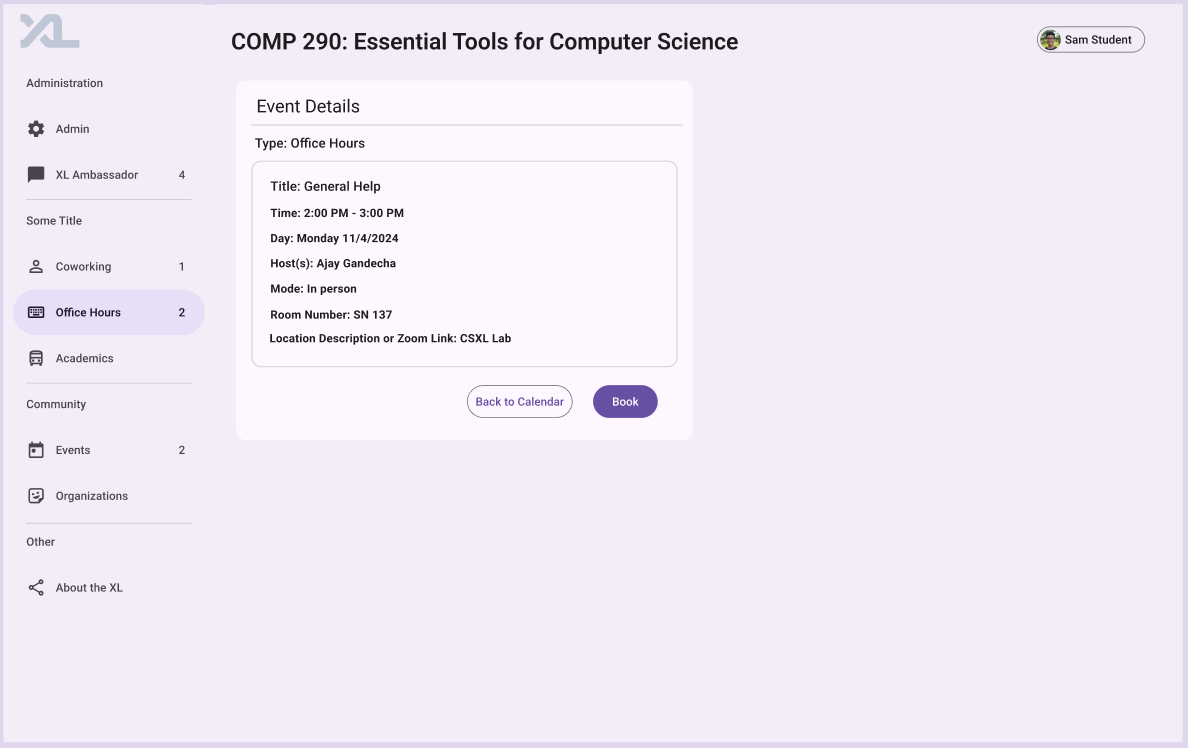 XL
COMP 290: Essential Tools for Computer Science
Sam Student
Administration
Admin
XL Ambassador 4
Some Title
Coworking 1
Office Hours 2
Academics
Community
Events 2
Organizations
Other
About the XL
Event Details
Type: Office Hours
Title: General Help
Time: 2:00 PM - 3:00 PM
Day: Monday 11/4/2024
Host(s): Ajay Gandecha
Mode: In person
Room Number: SN 137
Location Description or Zoom Link: CSXL Lab
Back to Calendar
Book